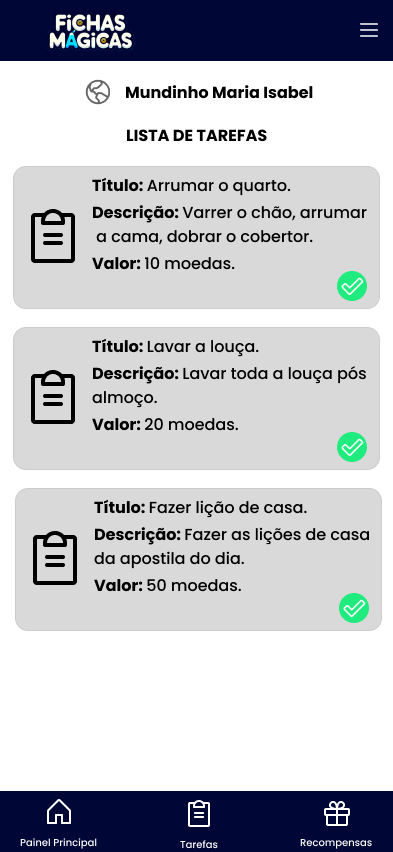 FiCHAS
MAGiCAS
Mundinho Maria Isabel
LISTA DE TAREFAS
Título: Arrumar o quarto.
Descrição: Varrer o chão, arrumar
a cama, dobrar o cobertor.
Valor: 10 moedas.
Título: Lavar a louça.
Descrição: Lavar toda a louça pós
almoço.
Valor: 20 moedas.
Título: Fazer lição de casa.
Descrição: Fazer as lições de casa
da apostila do dia.
Valor: 50 moedas.
Painel Principal
Tarefas
Recompensas